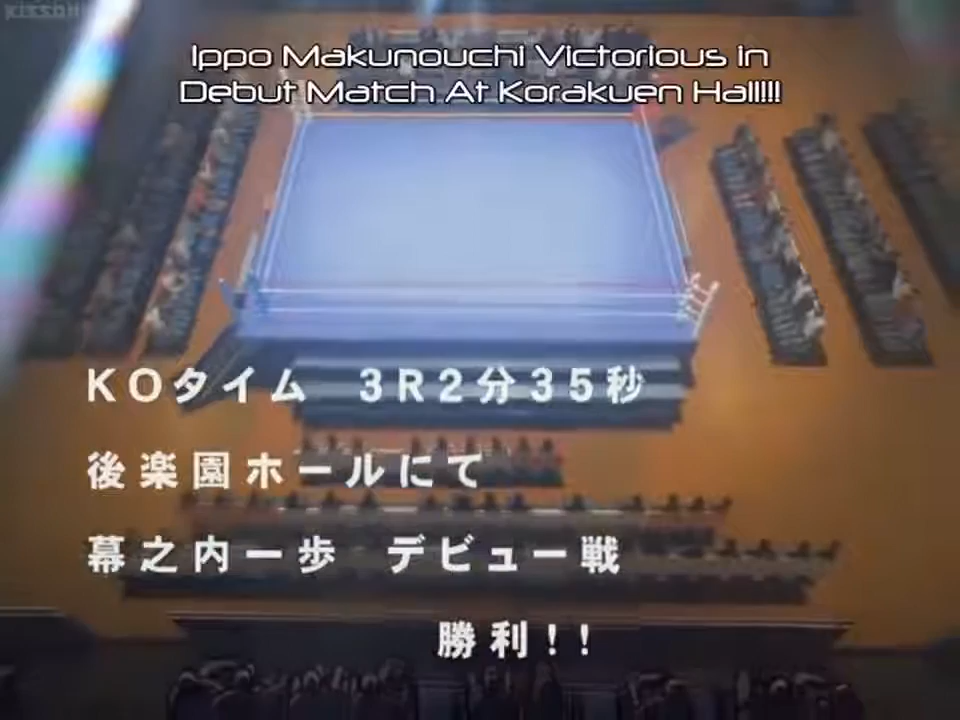 Ippo Makunouchi Victorious in
Debut Match At Korakuen Hall!!!
KOタイム　3R2分35秒
後楽園ホールにて
幕之内一歩　デビュー戦
勝利！！